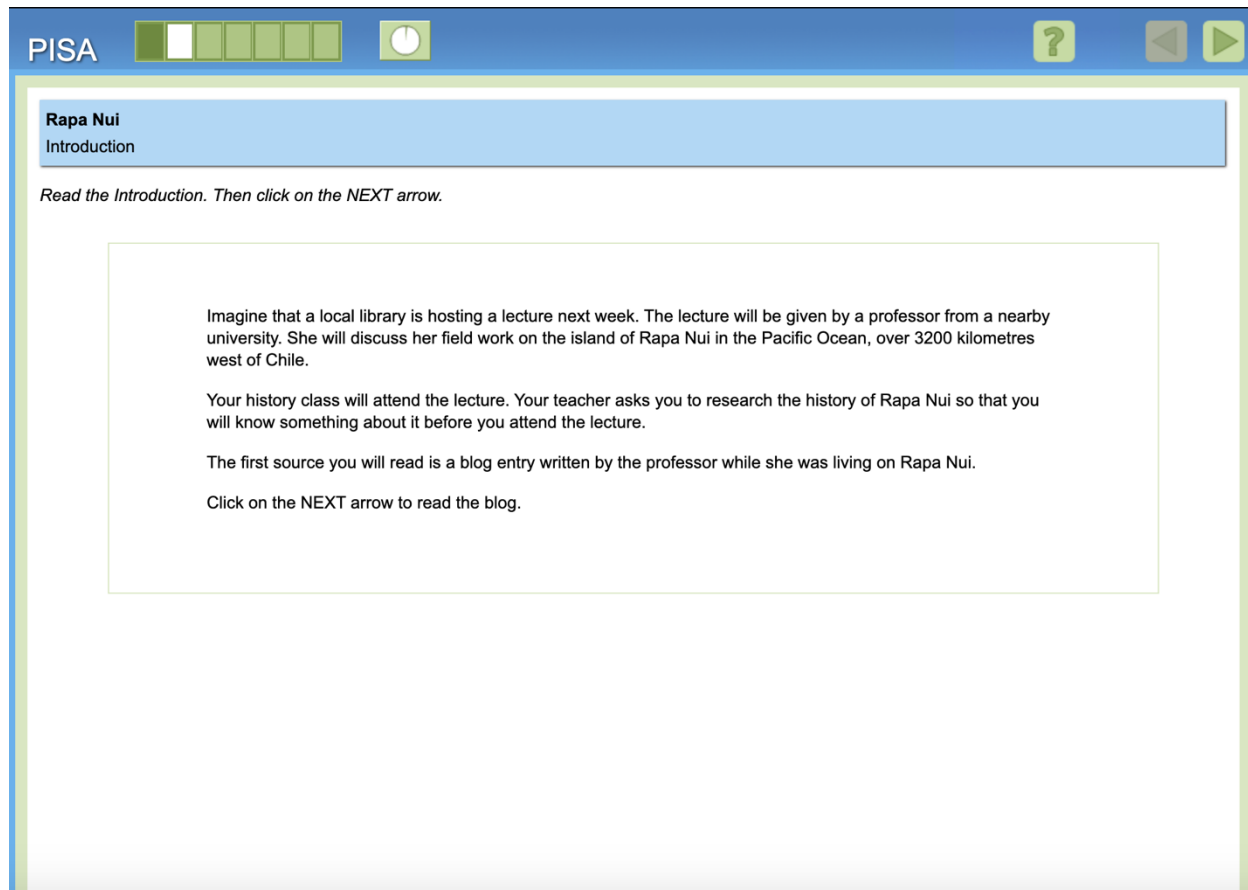 PISA
?
Rapa Nui
Introduction
Read the Introduction. Then click on the NEXT arrow.
Imagine that a local library is hosting a lecture next week. The lecture will be given by a professor from a nearby
university. She will discuss her field work on the island of Rapa Nui in the Pacific Ocean, over 3200 kilometres
west of Chile.
Your history class will attend the lecture. Your teacher asks you to research the history of Rapa Nui so that you
will know something about it before you attend the lecture.
The first source you will read is a blog entry written by the professor while she was living on Rapa Nui.
Click on the NEXT arrow to read the blog.